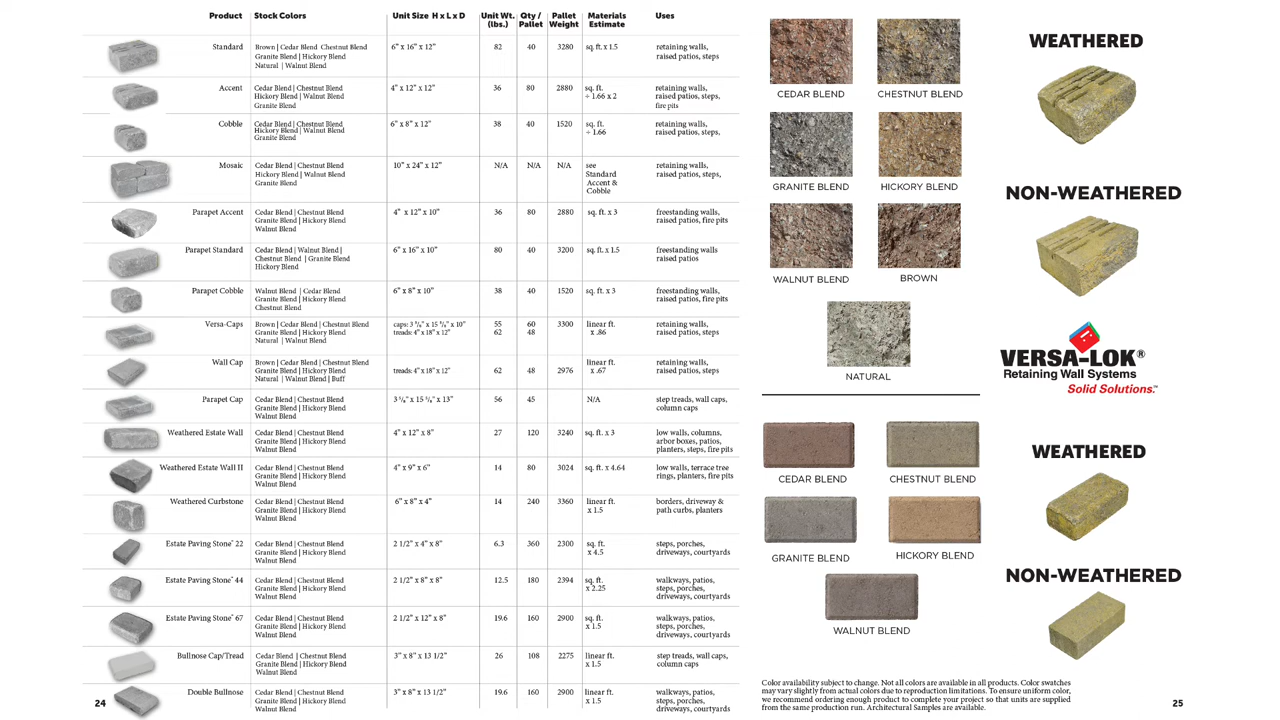 Product Stock Colors Unit Size H x L x D Unit Wt. (lbs.) Qty / Pallet Pallet Weight Materials Estimate Uses
Standard
Brown | Cedar Blend Chestnut Blend
Granite Blend | Hickory Blend
Natural | Walnut Blend
6" x 16" x 12" 82 40 3280 sq. ft. x 1.5
retaining walls,
raised patios, steps
Accent
Cedar Blend | Chestnut Blend
Hickory Blend | Walnut Blend
Granite Blend
4" x 12" x 12" 36 80 2880
sq. ft.
÷ 1.66 x 2
retaining walls,
raised patios, steps,
fire pits
Cobble
Cedar Blend | Chestnut Blend
Hickory Blend | Walnut Blend
Granite Blend
6" x 8" x 12" 38 40 1520
sq. ft.
÷ 1.66
retaining walls,
raised patios, steps,
Mosaic
Cedar Blend | Chestnut Blend
Hickory Blend | Walnut Blend
Granite Blend
10" x 24" x 12" N/A N/A N/A
see
Standard
Accent &
Cobble
retaining walls,
raised patios, steps,
Parapet Accent
Cedar Blend | Chestnut Blend
Granite Blend | Hickory Blend
Walnut Blend
4" x 12" x 10" 36 80 2880 sq. ft. x 3
freestanding walls,
raised patios, fire pits
Parapet Standard
Cedar Blend | Walnut Blend |
Chestnut Blend | Granite Blend
Hickory Blend
6" x 16" x 10" 80 40 3200 sq. ft. x 1.5
freestanding walls
raised patios
Parapet Cobble
Walnut Blend | Cedar Blend
Granite Blend | Hickory Blend
Chestnut Blend
6" x 8" x 10" 38 40 1520 sq. ft. x 3
freestanding walls,
raised patios, fire pits
Versa-Caps
Brown | Cedar Blend | Chestnut Blend
Granite Blend | Hickory Blend
Natural | Walnut Blend
caps: x 10" 55 60 3300
treads: 4" x 18" x 12" 62 48
linear ft.
x .86
retaining walls,
raised patios, steps
Wall Cap
Brown | Cedar Blend | Chestnut Blend
Granite Blend | Hickory Blend
Natural | Walnut Blend | Buff
treads: 4" x 18" x 12" 62 48 2976
linear ft.
x .67
retaining walls,
raised patios, steps
Parapet Cap
Cedar Blend | Chestnut Blend
Granite Blend | Hickory Blend
Walnut Blend
x 13" 56 45 N/A
step treads, wall caps,
column caps
Weathered Estate Wall
Cedar Blend | Chestnut Blend
Granite Blend | Hickory Blend
Walnut Blend
4" x 12" x 8" 27 120 3240 sq. ft. x 3
low walls, columns,
arbor boxes, patios,
planters, steps, fire pits
Weathered Estate Wall II
Cedar Blend | Chestnut Blend
Granite Blend | Hickory Blend
Walnut Blend
4" x 9" x 6" 14 80 3024 sq. ft. x 4.64
low walls, terrace tree
rings, planters, fire pits
Weathered Curbstone
Cedar Blend | Chestnut Blend
Granite Blend | Hickory Blend
Walnut Blend
6" x 8" x 4" 14 240 3360
linear ft.
x 1.5
borders, driveway &
path curbs, planters
Estate Paving Stone 22
Cedar Blend | Chestnut Blend
Granite Blend | Hickory Blend
Walnut Blend
2 1/2" x 4" x 8" 6.3 360 2300
sq. ft.
x 4.5
steps, porches,
driveways, courtyards
Estate Paving Stone 44
Cedar Blend | Chestnut Blend
Granite Blend | Hickory Blend
Walnut Blend
2 1/2" x 8" x 8" 12.5 180 2394
sq. ft.
x 2.25
walkways, patios,
steps, porches,
driveways, courtyards
Estate Paving Stone 67
Cedar Blend | Chestnut Blend
Granite Blend | Hickory Blend
Walnut Blend
2 1/2" x 12" x 8" 19.6 160 2900
sq. ft.
x 1.5
walkways, patios,
steps, porches,
driveways, courtyards
Bullnose Cap/Tread
Cedar Blend | Chestnut Blend
Granite Blend | Hickory Blend
Walnut Blend
3" x 8" x 13 1/2" 26 108 2275
linear ft.
x 1.5
step treads, wall caps,
column caps
Double Bullnose
Cedar Blend | Chestnut Blend
Granite Blend | Hickory Blend
Walnut Blend
3" x 8" x 13 1/2" 19.6 160 2900
linear ft.
x 1.5
walkways, patios,
steps, porches,
driveways, courtyards
24
CEDAR BLEND CHESTNUT BLEND
GRANITE BLEND HICKORY BLEND
WALNUT BLEND BROWN
NATURAL
WEATHERED
NON-WEATHERED
VERSA-LOK®
Retaining Wall Systems
Solid Solutions.™
CEDAR BLEND CHESTNUT BLEND
GRANITE BLEND HICKORY BLEND
WALNUT BLEND
WEATHERED
NON-WEATHERED
Color availability subject to change. Not all colors are available in all products. Color swatches
may vary slightly from actual colors due to reproduction limitations. To ensure uniform color,
we recommend ordering enough product to complete your project so that units are supplied
from the same production run. Architectural Samples are available.
25